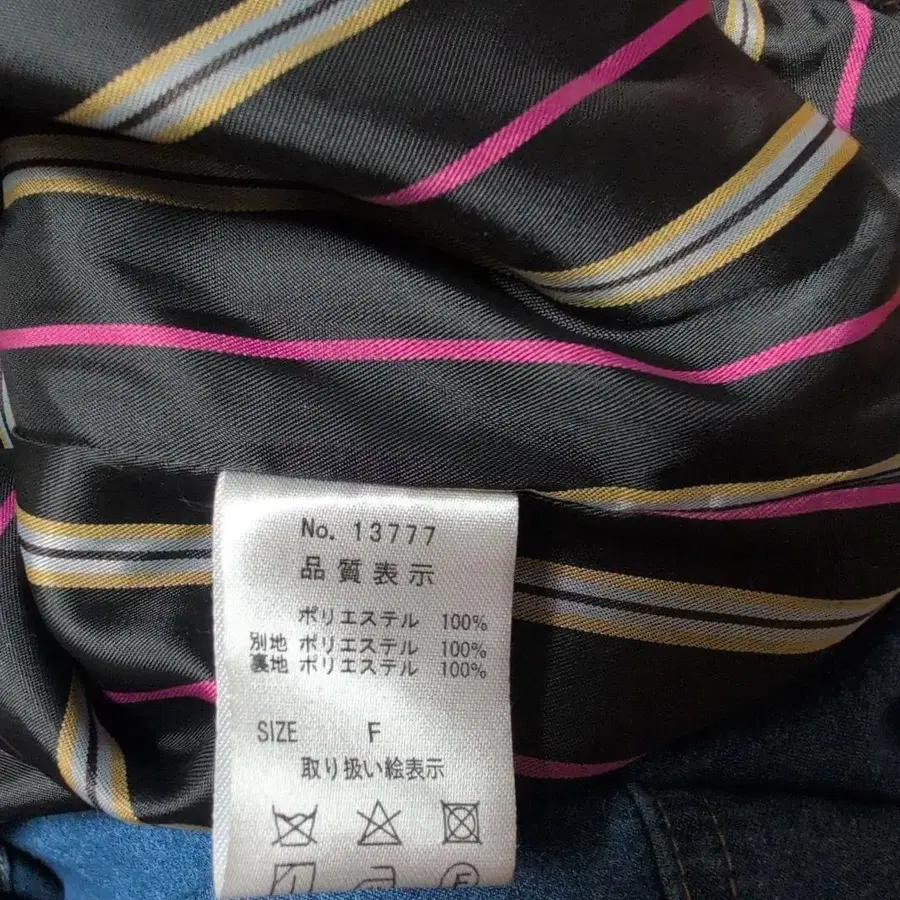 No. 13777
品質表示
ポリエステル 100%
別地 ポリエステル 100%
裏地 ポリエステル 100%
SIZE F
取り扱い絵表示